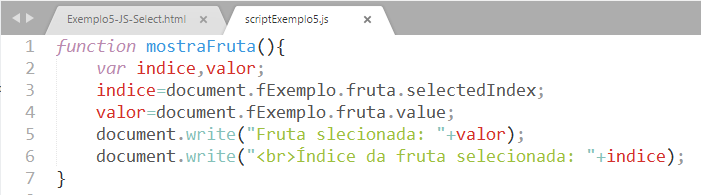 Exemplo5-JS-Select.html × scriptExemplo5.js ×
1 function mostraFruta(){
2 var indice,valor;
3 indice=document.fExemplo.fruta.selectedIndex;
4 valor=document.fExemplo.fruta.value;
5 document.write("Fruta slecionada: "+valor);
6 document.write("<br>Índice da fruta selecionada: "+indice);
7 }